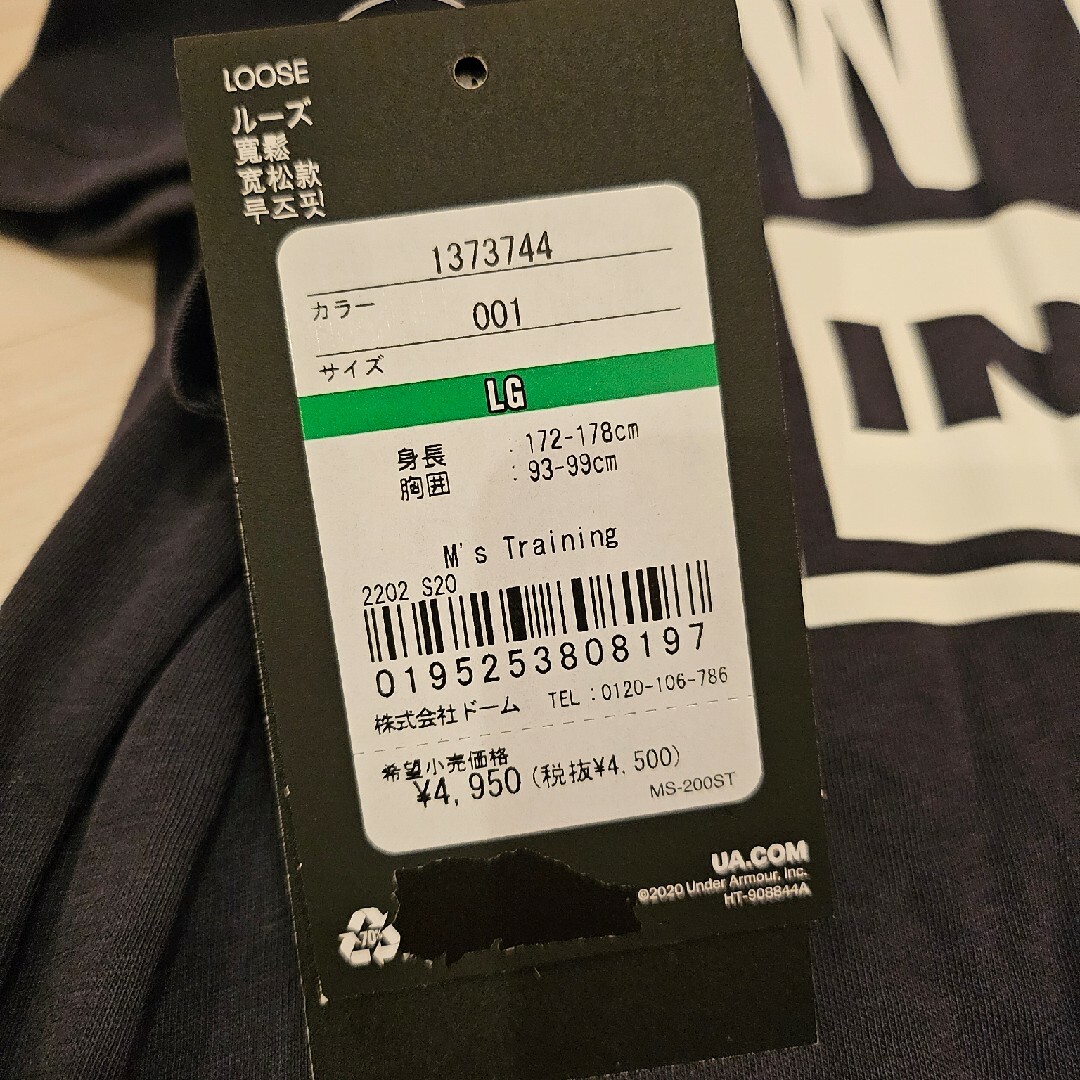 LOOSE
ルーズ
寬鬆
宽松款
루즈핏
1373744
カラー 001
サイズ
LG
身長 : 172-178cm
胸囲 : 93-99cm
M's Training
2202 S20
0195253808197
株式会社ドーム TEL:0120-106-786
希望小売価格
¥4,950(税抜¥4,500)
MS-200ST
UA.COM
©2020 Under Armour, Inc.
HT-908844A
70%
W
IN